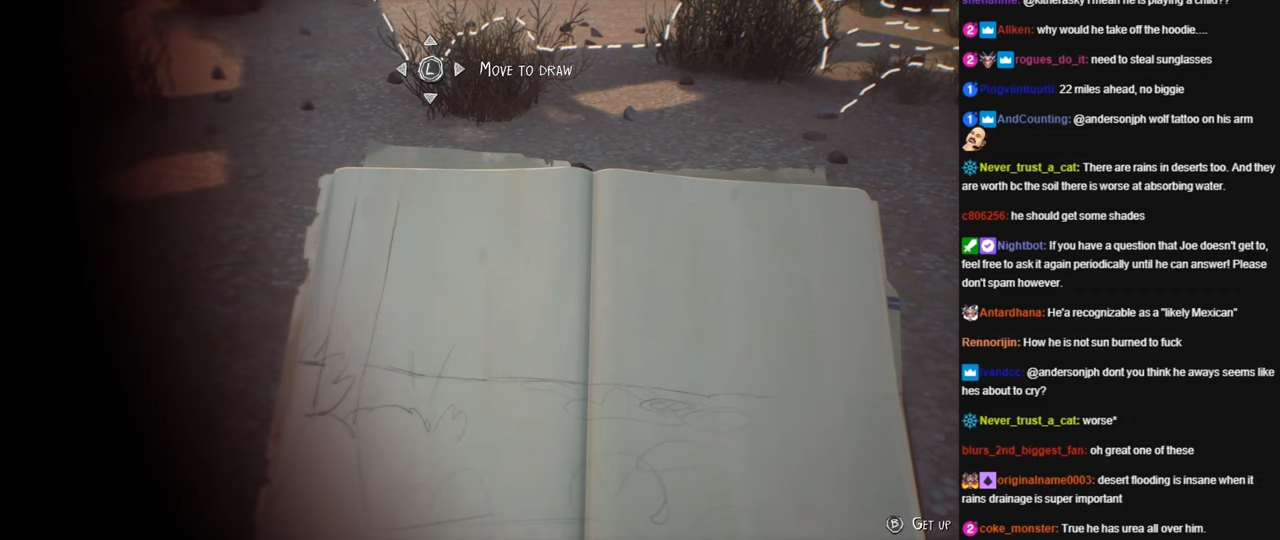 L
MOVE TO DRAW
B GET UP
2 Aliken: why would he take off the hoodie....
2 rogues_do_it: need to steal sunglasses
1 Pingviinituutti: 22 miles ahead, no biggie
1 AndCounting: @andersonjph wolf tattoo on his arm
Never_trust_a_cat: There are rains in deserts too. And they
are worth bc the soil there is worse at absorbing water.
c806256: he should get some shades
Nightbot: If you have a question that Joe doesn't get to,
feel free to ask it again periodically until he can answer! Please
don't spam however.
Antardhana: He'a recognizable as a "likely Mexican"
Rennorijin: How he is not sun burned to fuck
@andersonjph dont you think he aways seems like
hes about to cry?
Never_trust_a_cat: worse*
blurs_2nd_biggest_fan: oh great one of these
originalname0003: desert flooding is insane when it
rains drainage is super important
2 coke_monster: True he has urea all over him.